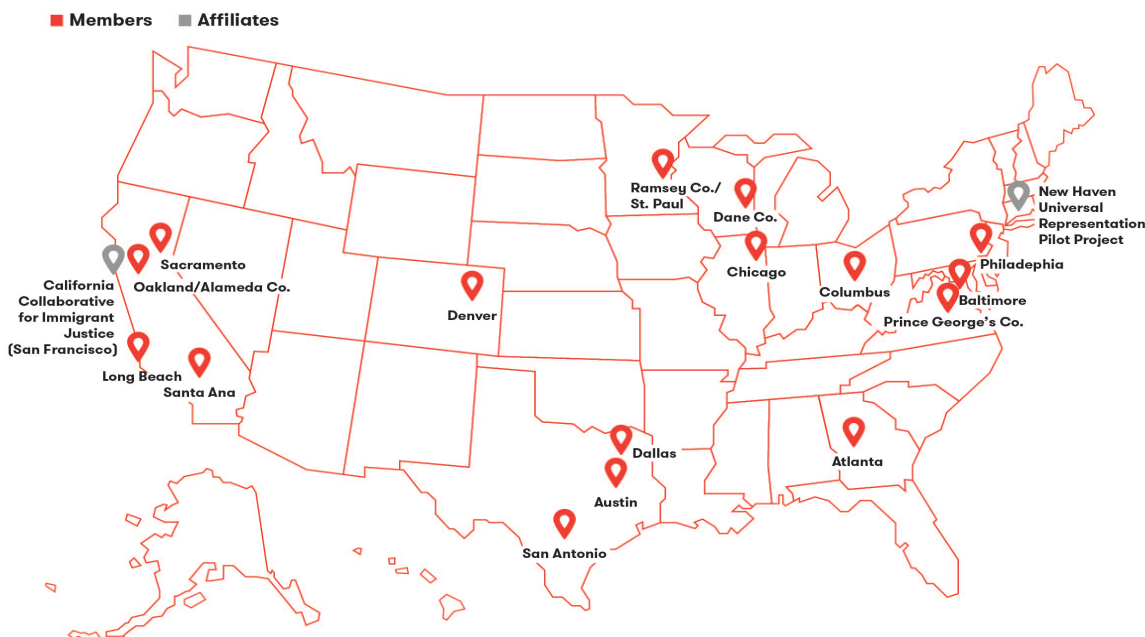 Members
Affiliates
Ramsey Co./
St. Paul
Dane Co.
New Haven
Universal
Representation
Pilot Project
Sacramento
Oakland/Alameda Co.
California
Collaborative
for Immigrant
Justice
(San Francisco)
Chicago
Columbus
Philadephia
Baltimore
Prince George's Co.
Denver
Long Beach
Santa Ana
Dallas
Atlanta
Austin
San Antonio